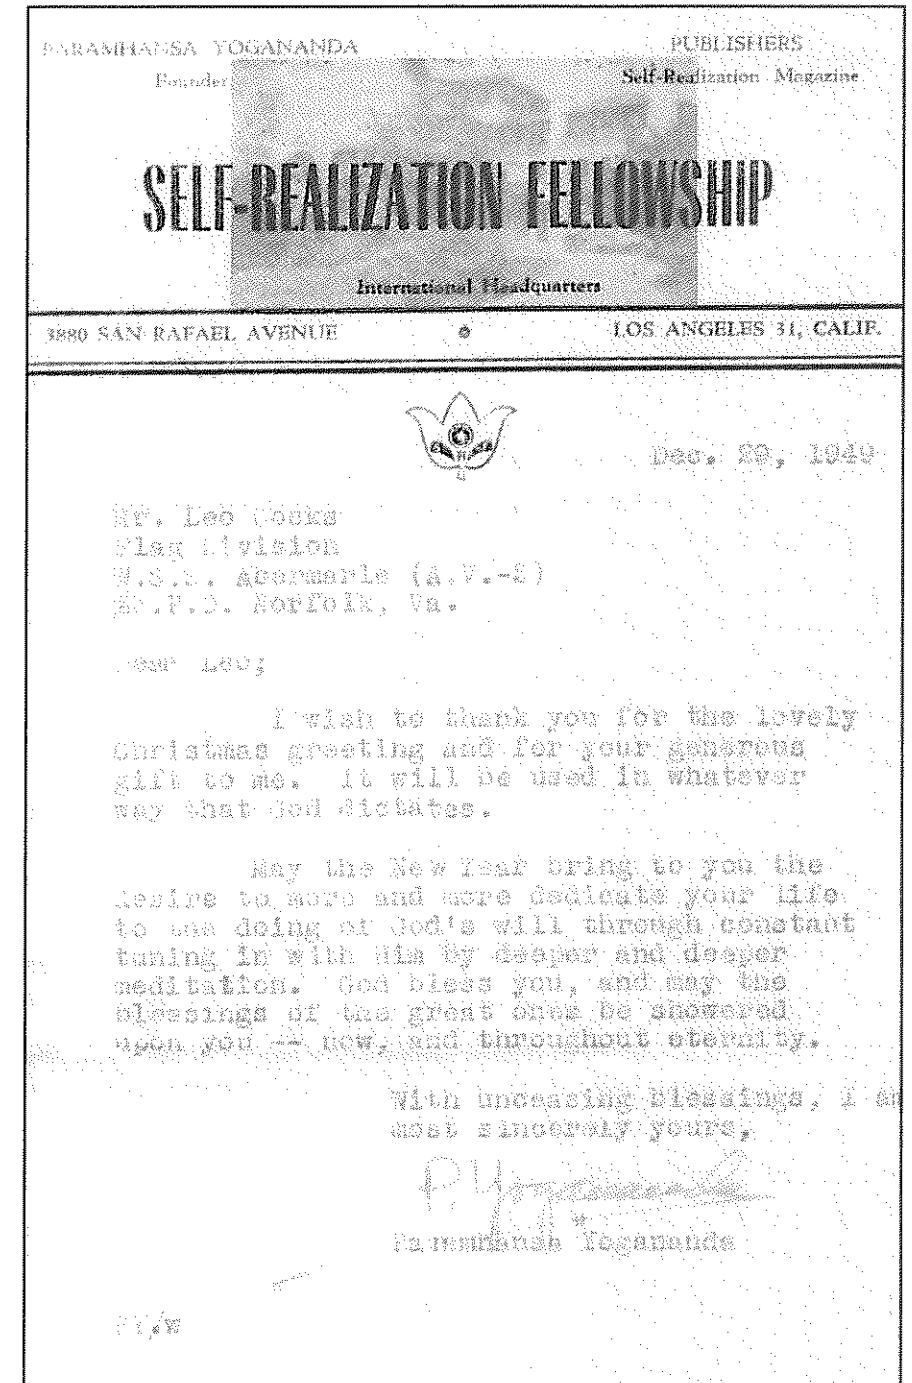 PARAMHANSA YOGANANDA
Founder
PUBLISHERS
Self-Realization Magazine
SELF-REALIZATION FELLOWSHIP
International Headquarters
3880 SAN RAFAEL AVENUE
LOS ANGELES 31, CALIF.
Dec. 29, 1949
Mr. Leo Cocks
Flag Division
Abermarle (A.V.-2)
Norfolk, Va.
Dear Leo;
I wish to thank you for the lovely
Christmas greeting and for your generous
gift to me. It will be used in whatever
way that God dictates.
May the New Year bring to you the
desire to more and more dedicate your life
to the doing of God's will through constant
tuning in with Him by deeper and deeper
meditation. God bless you, and may the
blessings of the great ones be showered
upon you -- now, and throughout eternity.
With unceasing blessings, I am
most sincerely yours,
P. Yogananda
Paramhansa Yogananda
PY/w